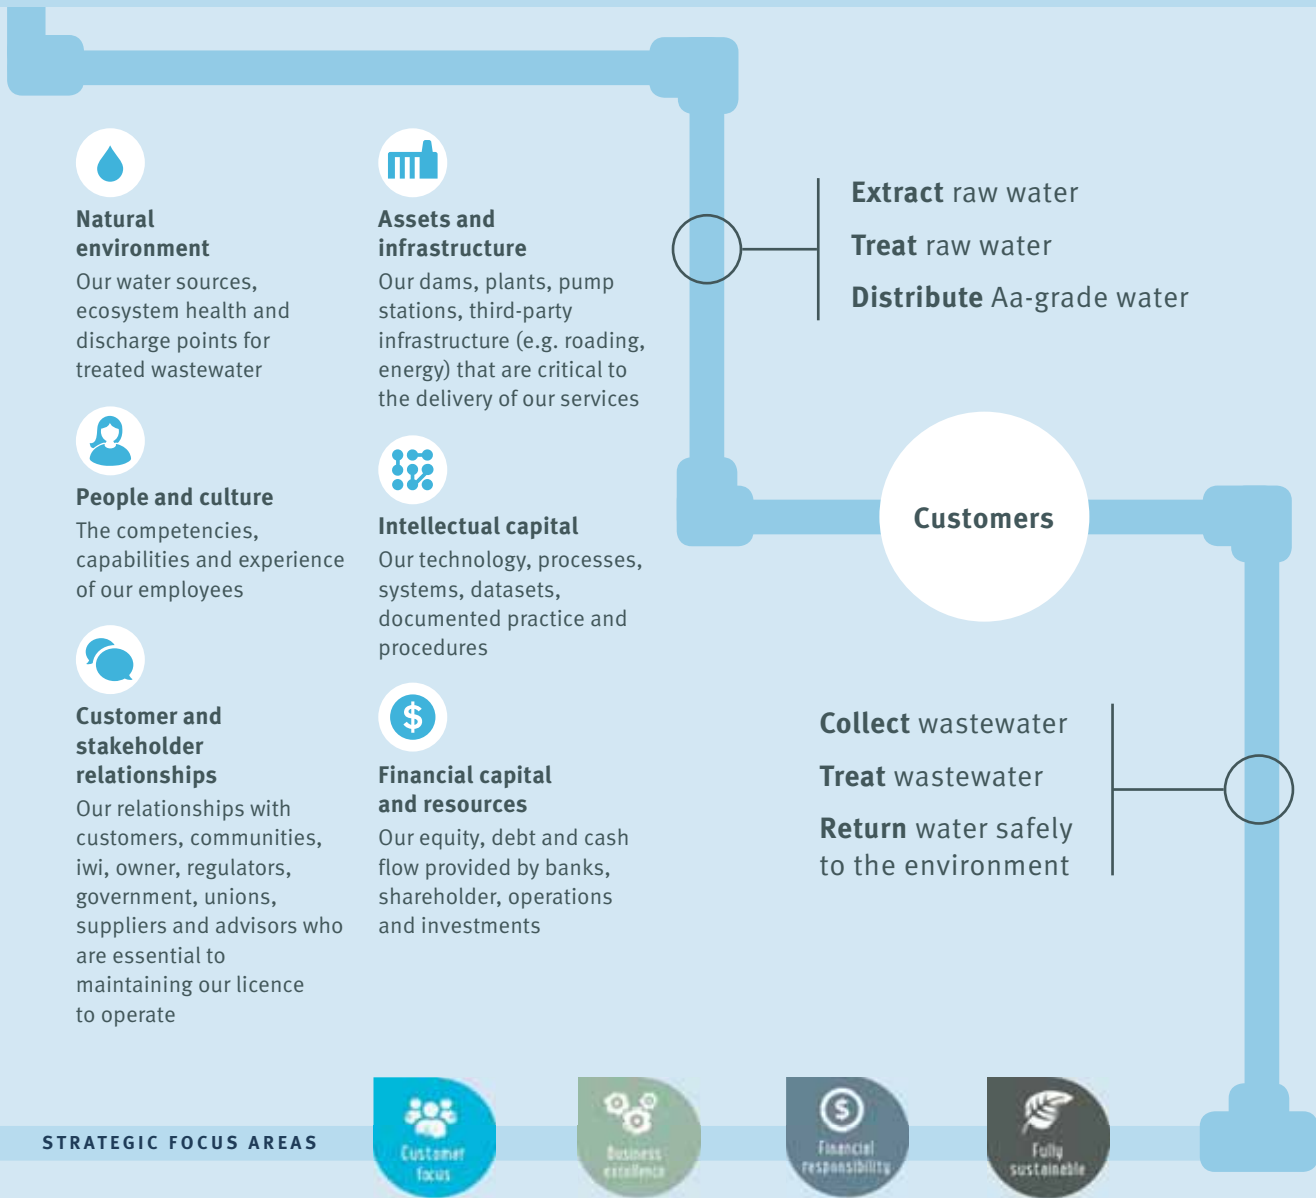 Natural
environment
Our water sources,
ecosystem health and
discharge points for
treated wastewater
People and culture
The competencies,
capabilities and experience
of our employees
Customer and
stakeholder
relationships
Our relationships with
customers, communities,
iwi, owner, regulators,
government, unions,
suppliers and advisors who
are essential to
maintaining our licence
to operate
Assets and
infrastructure
Our dams, plants, pump
stations, third-party
infrastructure (e.g. roading,
energy) that are critical to
the delivery of our services
Intellectual capital
Our technology, processes,
systems, datasets,
documented practice and
procedures
$
Financial capital
and resources
Our equity, debt and cash
flow provided by banks,
shareholder, operations
and investments
Extract raw water
Treat raw water
Distribute Aa-grade water
Customers
Collect wastewater
Treat wastewater
Return water safely
to the environment
STRATEGIC FOCUS AREAS
Customer
focus
Business
excellence
$
Financial
responsibility
Fully
sustainable